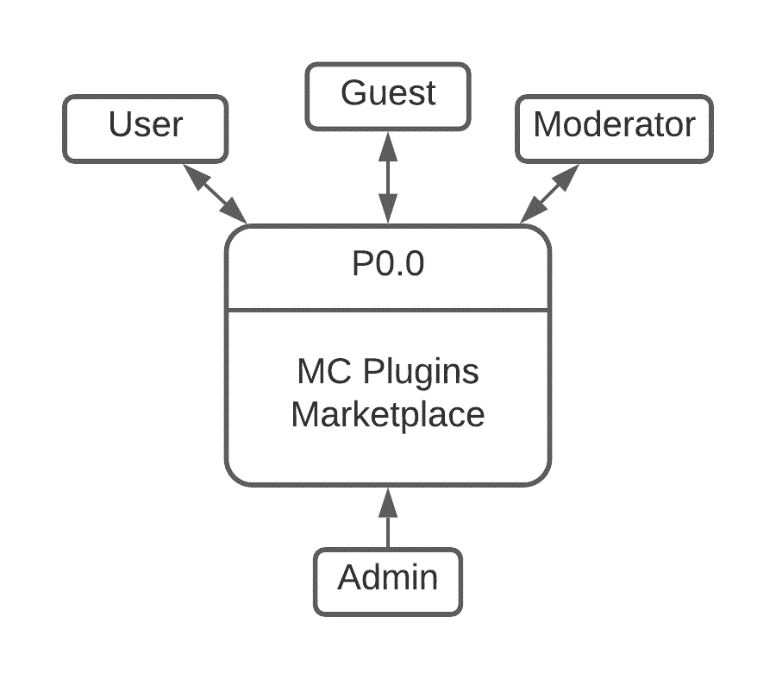 Guest
User
Moderator
P0.0
MC Plugins
Marketplace
Admin